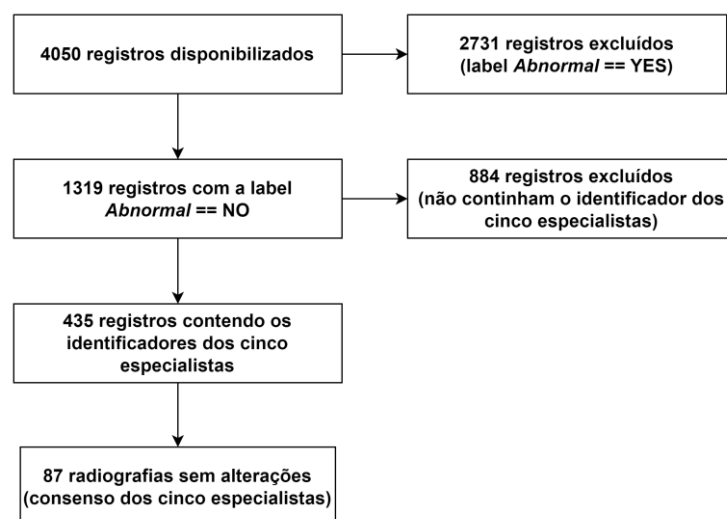 4050 registros disponibilizados
2731 registros excluídos
(label Abnormal == YES)
1319 registros com a label
Abnormal == NO
884 registros excluídos
(não continham o identificador dos
cinco especialistas)
435 registros contendo os
identificadores dos cinco
especialistas
87 radiografias sem alterações
(consenso dos cinco especialistas)